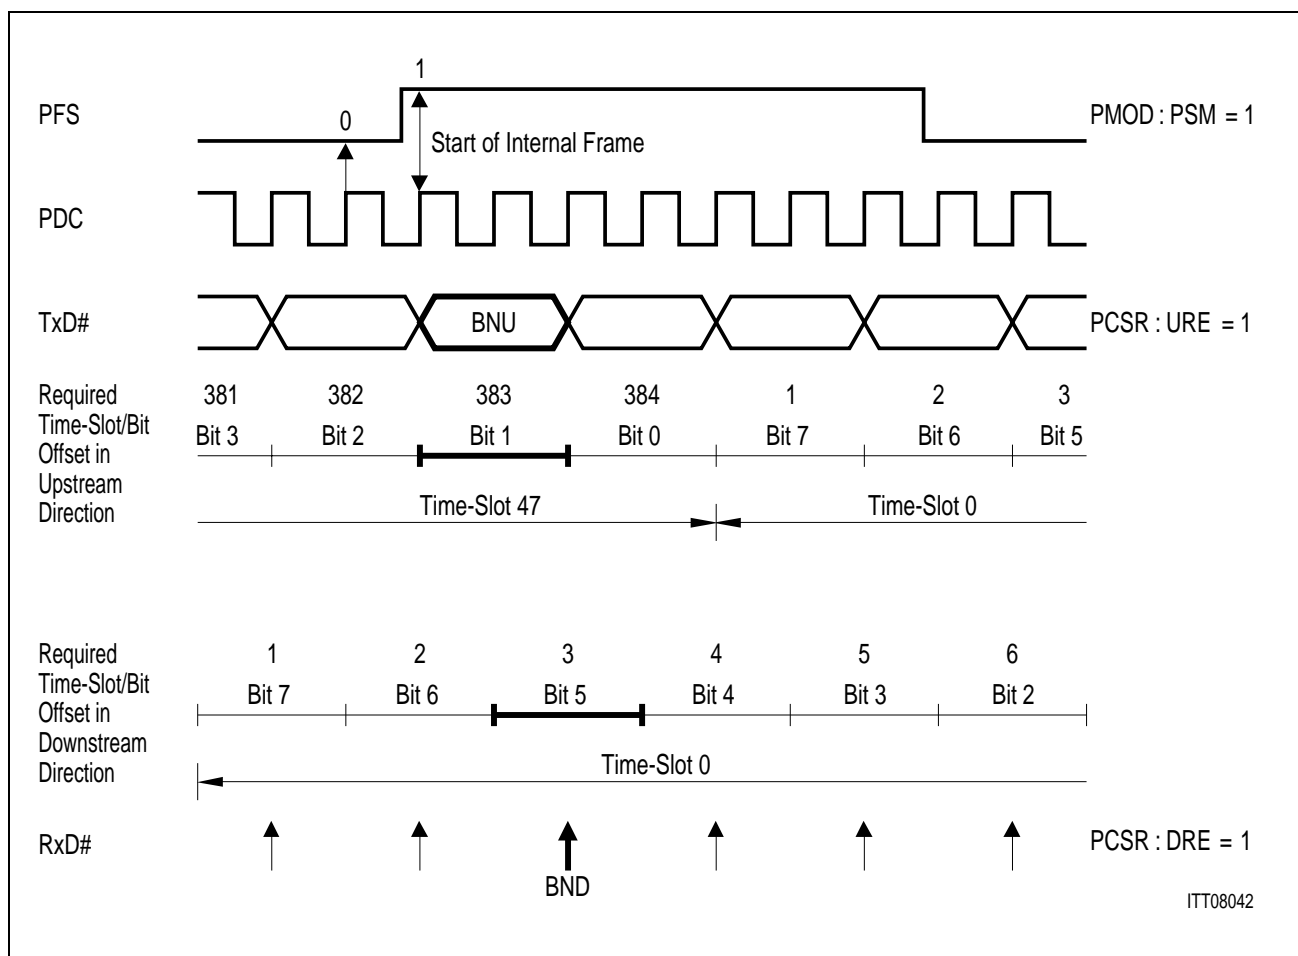 1
PFS
0
PMOD : PSM = 1
Start of Internal Frame
PDC
TxD#
BNU
PCSR : URE = 1
Required
Time-Slot/Bit
Offset in
Upstream
Direction
381 382 383 384 1 2 3
Bit 3 Bit 2 Bit 1 Bit 0 Bit 7 Bit 6 Bit 5
Time-Slot 47 Time-Slot 0
Required
Time-Slot/Bit
Offset in
Downstream
Direction
1 2 3 4 5 6
Bit 7 Bit 6 Bit 5 Bit 4 Bit 3 Bit 2
Time-Slot 0
RxD#
PCSR : DRE = 1
BND
ITT08042